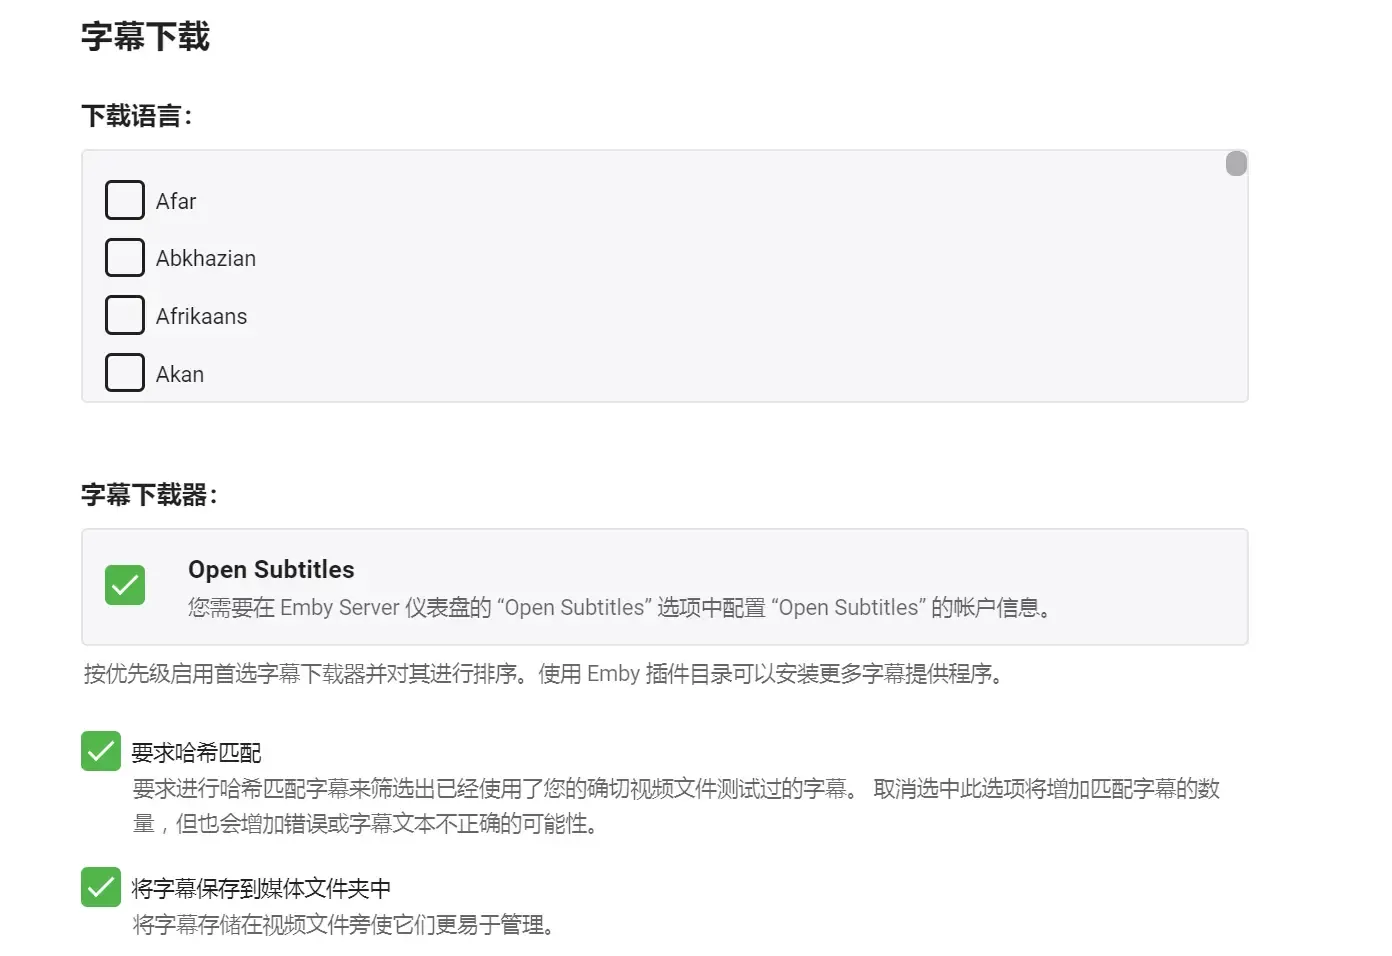 字幕下载
下载语言：
Afar
Abkhazian
Afrikaans
Akan
字幕下载器：
Open Subtitles
您需要在 Emby Server 仪表盘的 “Open Subtitles” 选项中配置 “Open Subtitles” 的帐户信息。
按优先级启用首选字幕下载器并对其进行排序。使用 Emby 插件目录可以安装更多字幕提供程序。
要求哈希匹配
要求进行哈希匹配字幕来筛选出已经使用了您的确切视频文件测试过的字幕。 取消选中此选项将增加匹配字幕的数
量，但也会增加错误或字幕文本不正确的可能性。
将字幕保存到媒体文件夹中
将字幕存储在视频文件旁使它们更易于管理。